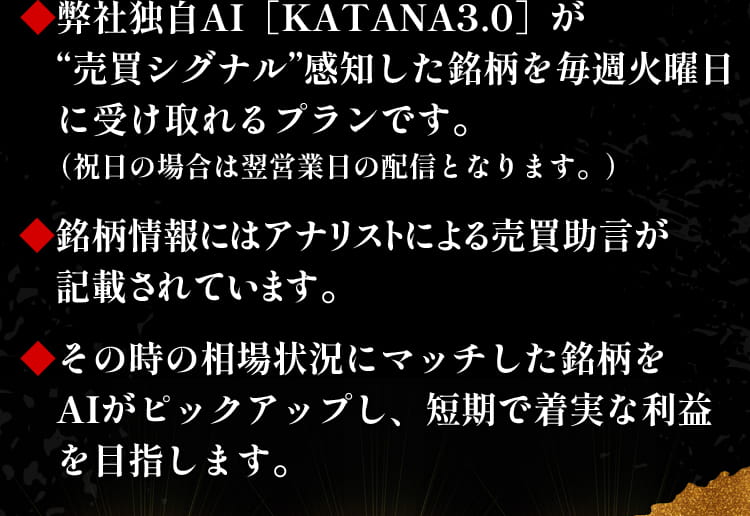 ◆弊社独自AI［KATANA3.0］が
“売買シグナル”感知した銘柄を毎週火曜日
に受け取れるプランです。
（祝日の場合は翌営業日の配信となります。）
◆銘柄情報にはアナリストによる売買助言が
記載されています。
◆その時の相場状況にマッチした銘柄を
AIがピックアップし、短期で着実な利益
を目指します。